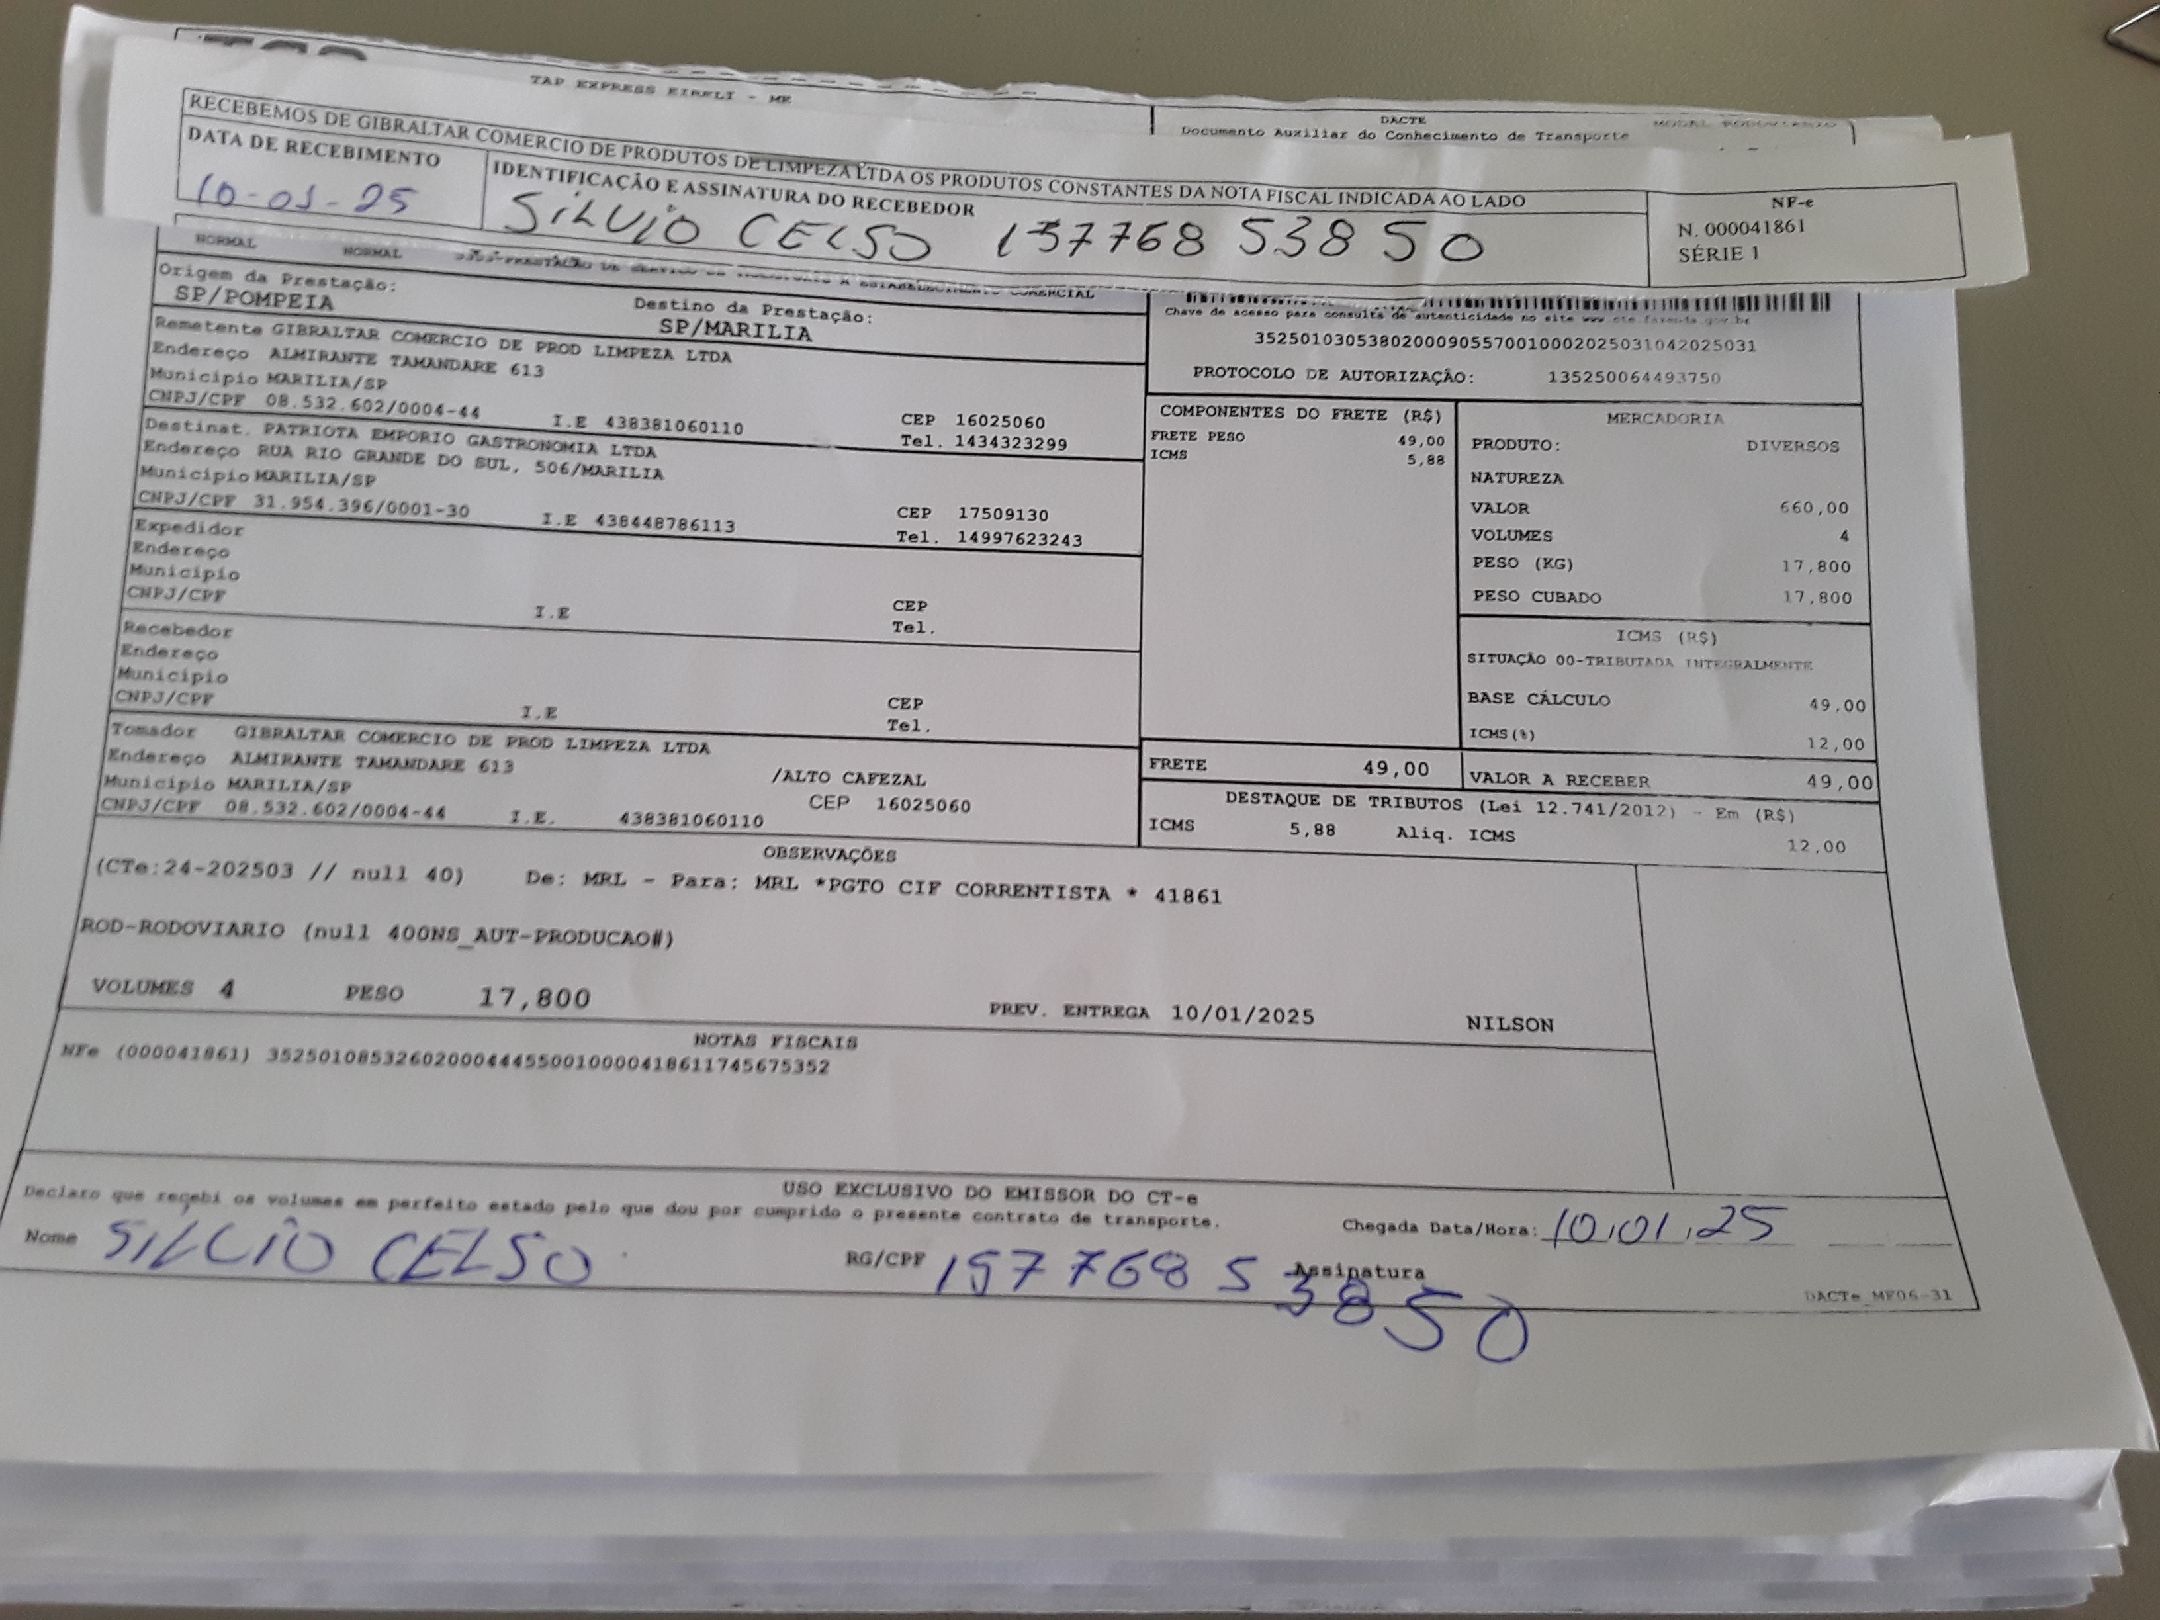 TAP EXPRESS EIRELI - ME
DACTE
Documento Auxiliar do Conhecimento de Transporte
MODAL RODOVIARIO
RECEBEMOS DE GIBRALTAR COMERCIO DE PRODUTOS DE LIMPEZA LTDA OS PRODUTOS CONSTANTES DA NOTA FISCAL INDICADA AO LADO
DATA DE RECEBIMENTO
10-01-25
IDENTIFICAÇÃO E ASSINATURA DO RECEBEDOR
SILVIO CELSO 157768 53850
NF-e
N. 000041861
SÉRIE 1
NORMAL NORMAL
Origem da Prestação:
SP/POMPEIA
Destino da Prestação:
SP/MARILIA
Remetente GIBRALTAR COMERCIO DE PROD LIMPEZA LTDA
Endereço ALMIRANTE TAMANDARE 613
Municipio MARILIA/SP
CNPJ/CPF 08.532.602/0004-44 I.E 438381060110
CEP 16025060
Tel. 1434323299
Destinat. PATRIOTA EMPORIO GASTRONOMIA LTDA
Endereço RUA RIO GRANDE DO SUL, 506/MARILIA
Municipio MARILIA/SP
CNPJ/CPF 31.954.396/0001-30 I.E 438448786113
CEP 17509130
Tel. 14997623243
Expedidor
Endereço
Municipio
CNPJ/CPF I.E
CEP
Tel.
Recebedor
Endereço
Municipio
CNPJ/CPF I.E
CEP
Tel.
Tomador GIBRALTAR COMERCIO DE PROD LIMPEZA LTDA
Endereço ALMIRANTE TAMANDARE 613 /ALTO CAFEZAL
Municipio MARILIA/SP CEP 16025060
CNPJ/CPF 08.532.602/0004-44 I.E. 438381060110
Chave de acesso para consulta de autenticidade no site www.cte.fazenda.gov.br
35250103053802000905570010002025031042025031
PROTOCOLO DE AUTORIZAÇÃO: 135250064493750
COMPONENTES DO FRETE (R$)
FRETE PESO 49,00
ICMS 5,88
MERCADORIA
PRODUTO: DIVERSOS
NATUREZA
VALOR 660,00
VOLUMES 4
PESO (KG) 17,800
PESO CUBADO 17,800
ICMS (R$)
SITUAÇÃO 00-TRIBUTADA INTEGRALMENTE
BASE CÁLCULO 49,00
ICMS(%) 12,00
FRETE 49,00
VALOR A RECEBER 49,00
DESTAQUE DE TRIBUTOS (Lei 12.741/2012) - Em (R$)
ICMS 5,88 Aliq. ICMS 12,00
OBSERVAÇÕES
(CTe:24-202503 // null 40) De: MRL - Para: MRL *PGTO CIF CORRENTISTA * 41861
ROD-RODOVIARIO (null 400NS_AUT-PRODUCAO#)
VOLUMES 4 PESO 17,800 PREV. ENTREGA 10/01/2025 NILSON
NOTAS FISCAIS
NFe (000041861) 35250108532602000444550010000418611745675352
USO EXCLUSIVO DO EMISSOR DO CT-e
Declaro que recebi os volumes em perfeito estado pelo que dou por cumprido o presente contrato de transporte.
Chegada Data/Hora: 10,01,25
Nome SILCIO CELSO
RG/CPF 157768 53850
Assinatura
DACTe_MF06-31